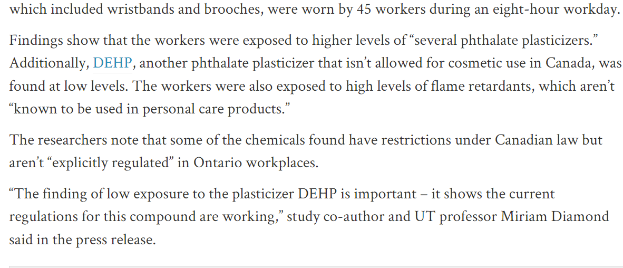 which included wristbands and brooches, were worn by 45 workers during an eight-hour workday.
Findings show that the workers were exposed to higher levels of “several phthalate plasticizers.”
Additionally, DEHP, another phthalate plasticizer that isn’t allowed for cosmetic use in Canada, was
found at low levels. The workers were also exposed to high levels of flame retardants, which aren’t
“known to be used in personal care products.”
The researchers note that some of the chemicals found have restrictions under Canadian law but
aren’t “explicitly regulated” in Ontario workplaces.
“The finding of low exposure to the plasticizer DEHP is important – it shows the current
regulations for this compound are working,” study co-author and UT professor Miriam Diamond
said in the press release.